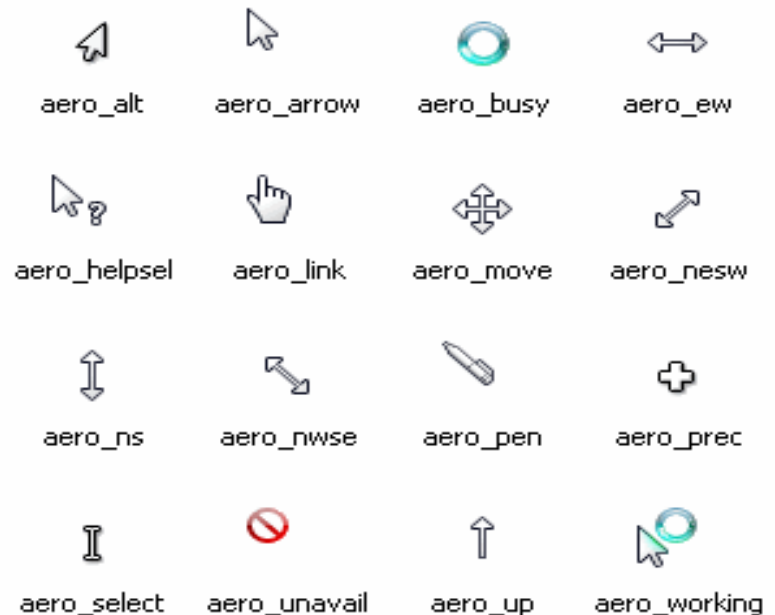 aero_alt aero_arrow aero_busy aero_ew
?
aero_helpsel aero_link aero_move aero_nesw
aero_ns aero_nwse aero_pen aero_prec
aero_select aero_unavail aero_up aero_working